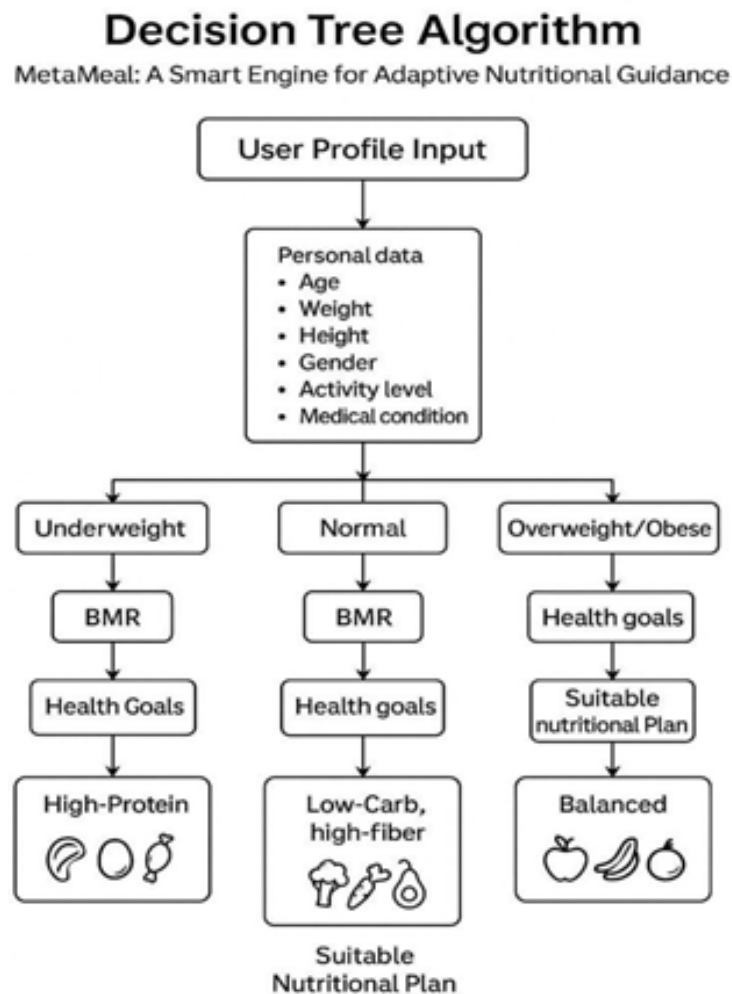 Decision Tree Algorithm
MetaMeal: A Smart Engine for Adaptive Nutritional Guidance
User Profile Input
Personal data
• Age
• Weight
• Height
• Gender
• Activity level
• Medical condition
Underweight
Normal
Overweight/Obese
BMR
BMR
Health goals
Health Goals
Health goals
Suitable
nutritional Plan
High-Protein
Low-Carb,
high-fiber
Balanced
Suitable
Nutritional Plan